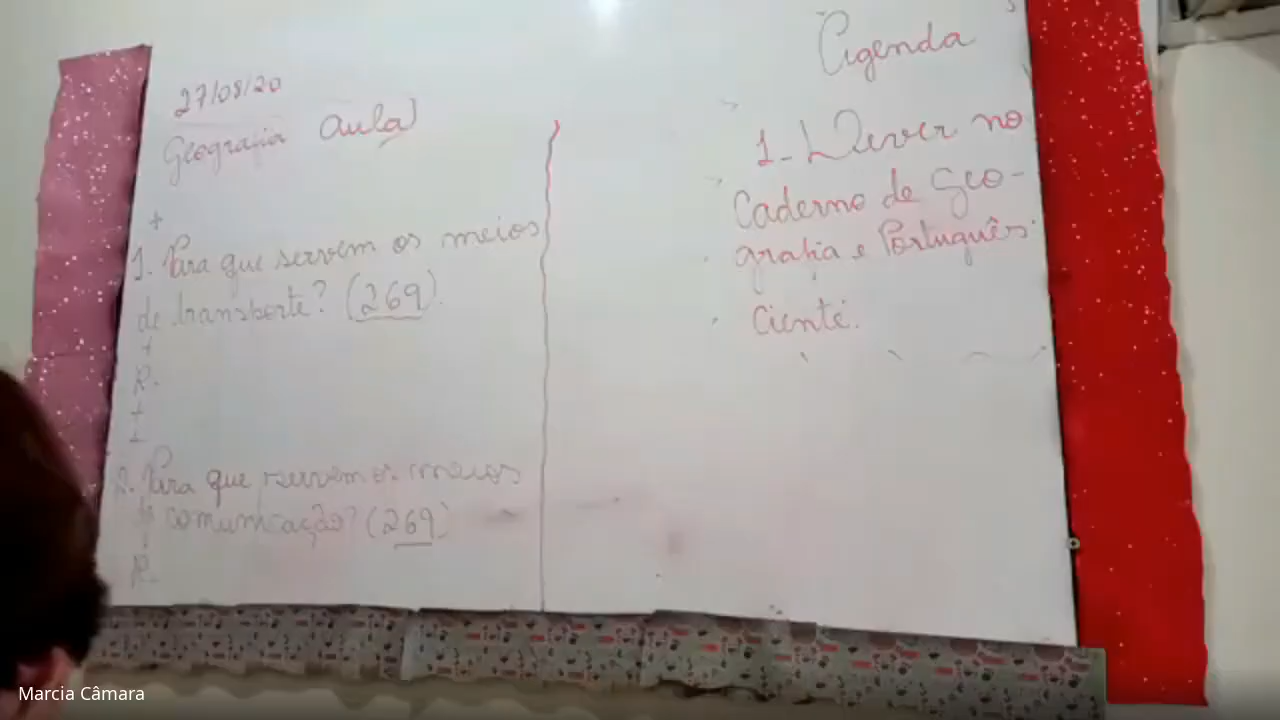 27/08/20
Geografia Aula
+
1. Para que servem os meios
de transporte? (269).
+
R.
+
+
2. Para que servem os meios
de comunicação? (269)
R.
Agenda
1- Dever no
Caderno de Geo-
grafia e Português.
Ciente.
Marcia Câmara